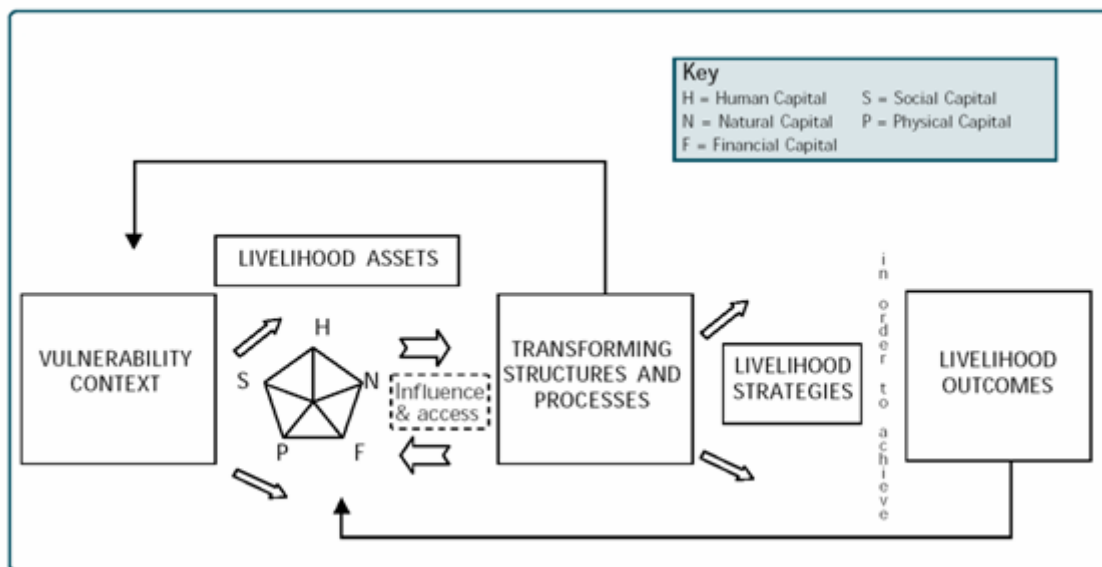 Key
H = Human Capital S = Social Capital
N = Natural Capital P = Physical Capital
F = Financial Capital
LIVELIHOOD ASSETS
VULNERABILITY
CONTEXT
H
S
N
P
F
Influence
& access
TRANSFORMING
STRUCTURES AND
PROCESSES
LIVELIHOOD
STRATEGIES
in order to achieve
LIVELIHOOD
OUTCOMES